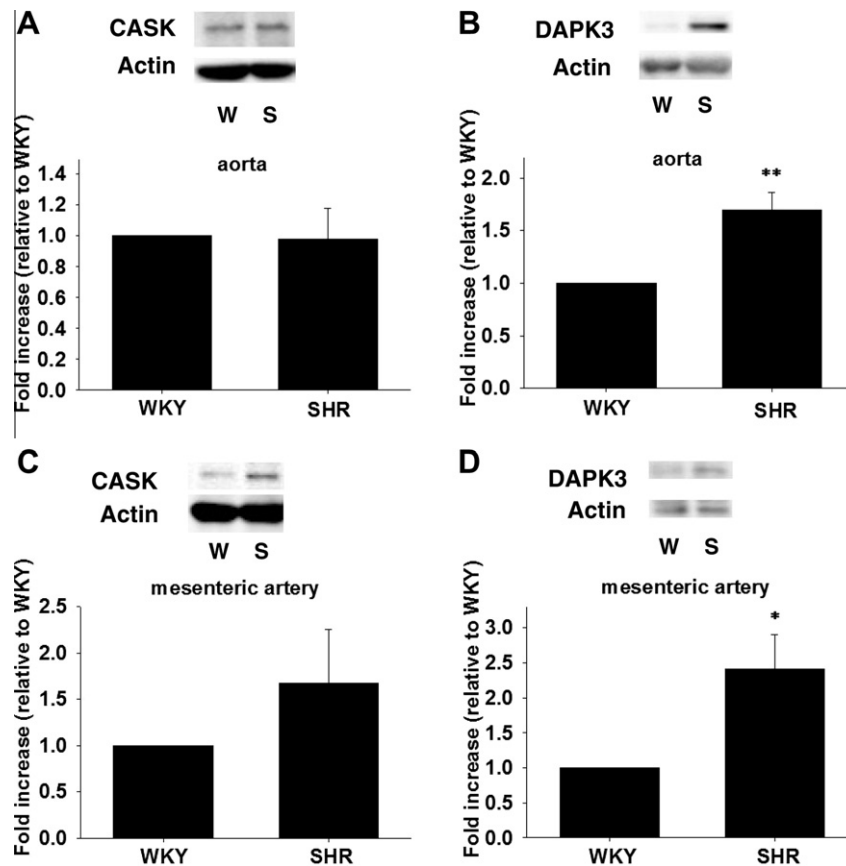 A
CASK
Actin
W S
aorta
Fold increase (relative to WKY)
1.4
1.2
1.0
0.8
0.6
0.4
0.2
0.0
WKY SHR
B
DAPK3
Actin
W S
aorta
**
Fold increase (relative to WKY)
2.0
1.5
1.0
0.5
0.0
WKY SHR
C
CASK
Actin
W S
mesenteric artery
Fold increase (relative to WKY)
2.5
2.0
1.5
1.0
0.5
0.0
WKY SHR
D
DAPK3
Actin
W S
mesenteric artery
*
Fold increase (relative to WKY)
3.0
2.5
2.0
1.5
1.0
0.5
0.0
WKY SHR